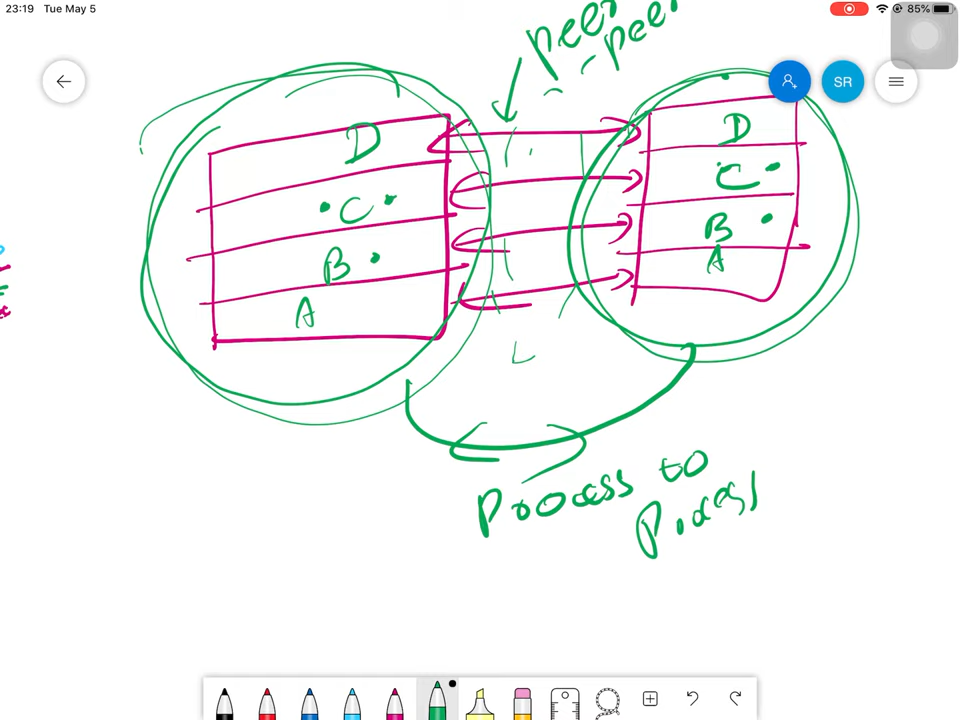 23:19 Tue May 5
85%
SR
peer
-peer
D
C
B
A
D
C
B
A
Process to
Process